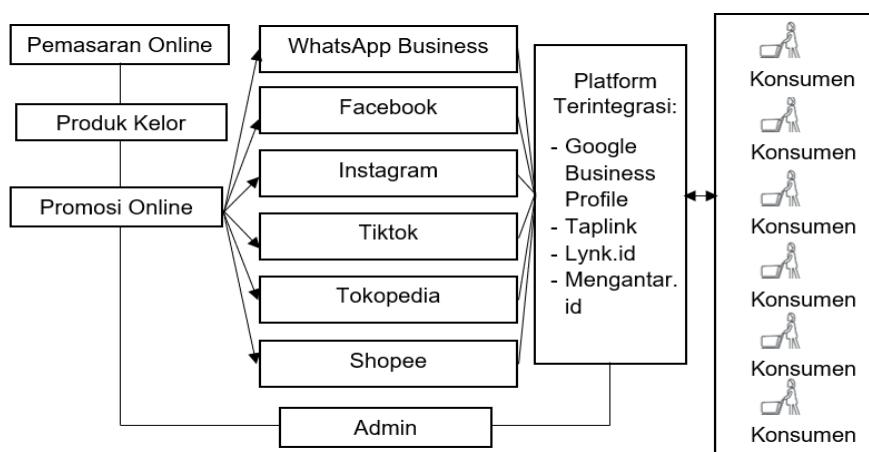 Pemasaran Online
Produk Kelor
Promosi Online
WhatsApp Business
Facebook
Instagram
Tiktok
Tokopedia
Shopee
Admin
Platform
Terintegrasi:
- Google
Business
Profile
- Taplink
- Lynk.id
- Mengantar.
id
Konsumen
Konsumen
Konsumen
Konsumen
Konsumen
Konsumen